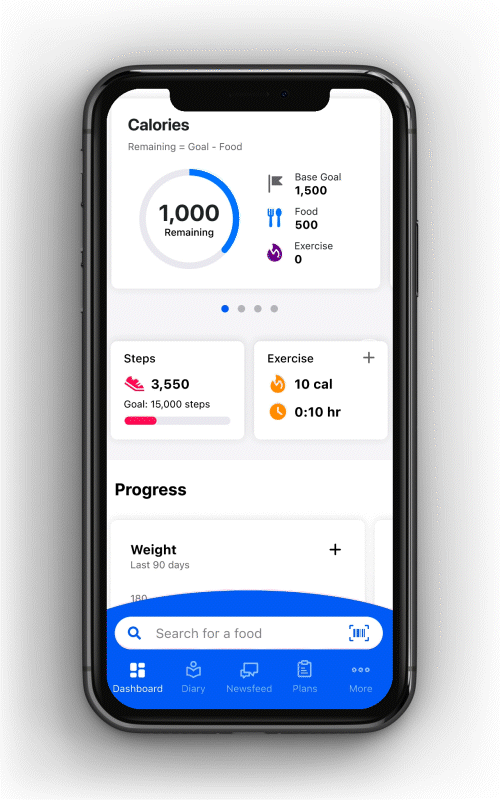 Calories
Remaining = Goal - Food
1,000
Remaining
Base Goal
1,500
Food
500
Exercise
0
Steps
3,550
Goal: 15,000 steps
Exercise
10 cal
0:10 hr
Progress
Weight
Last 90 days
180
Search for a food
Dashboard Diary Newsfeed Plans More